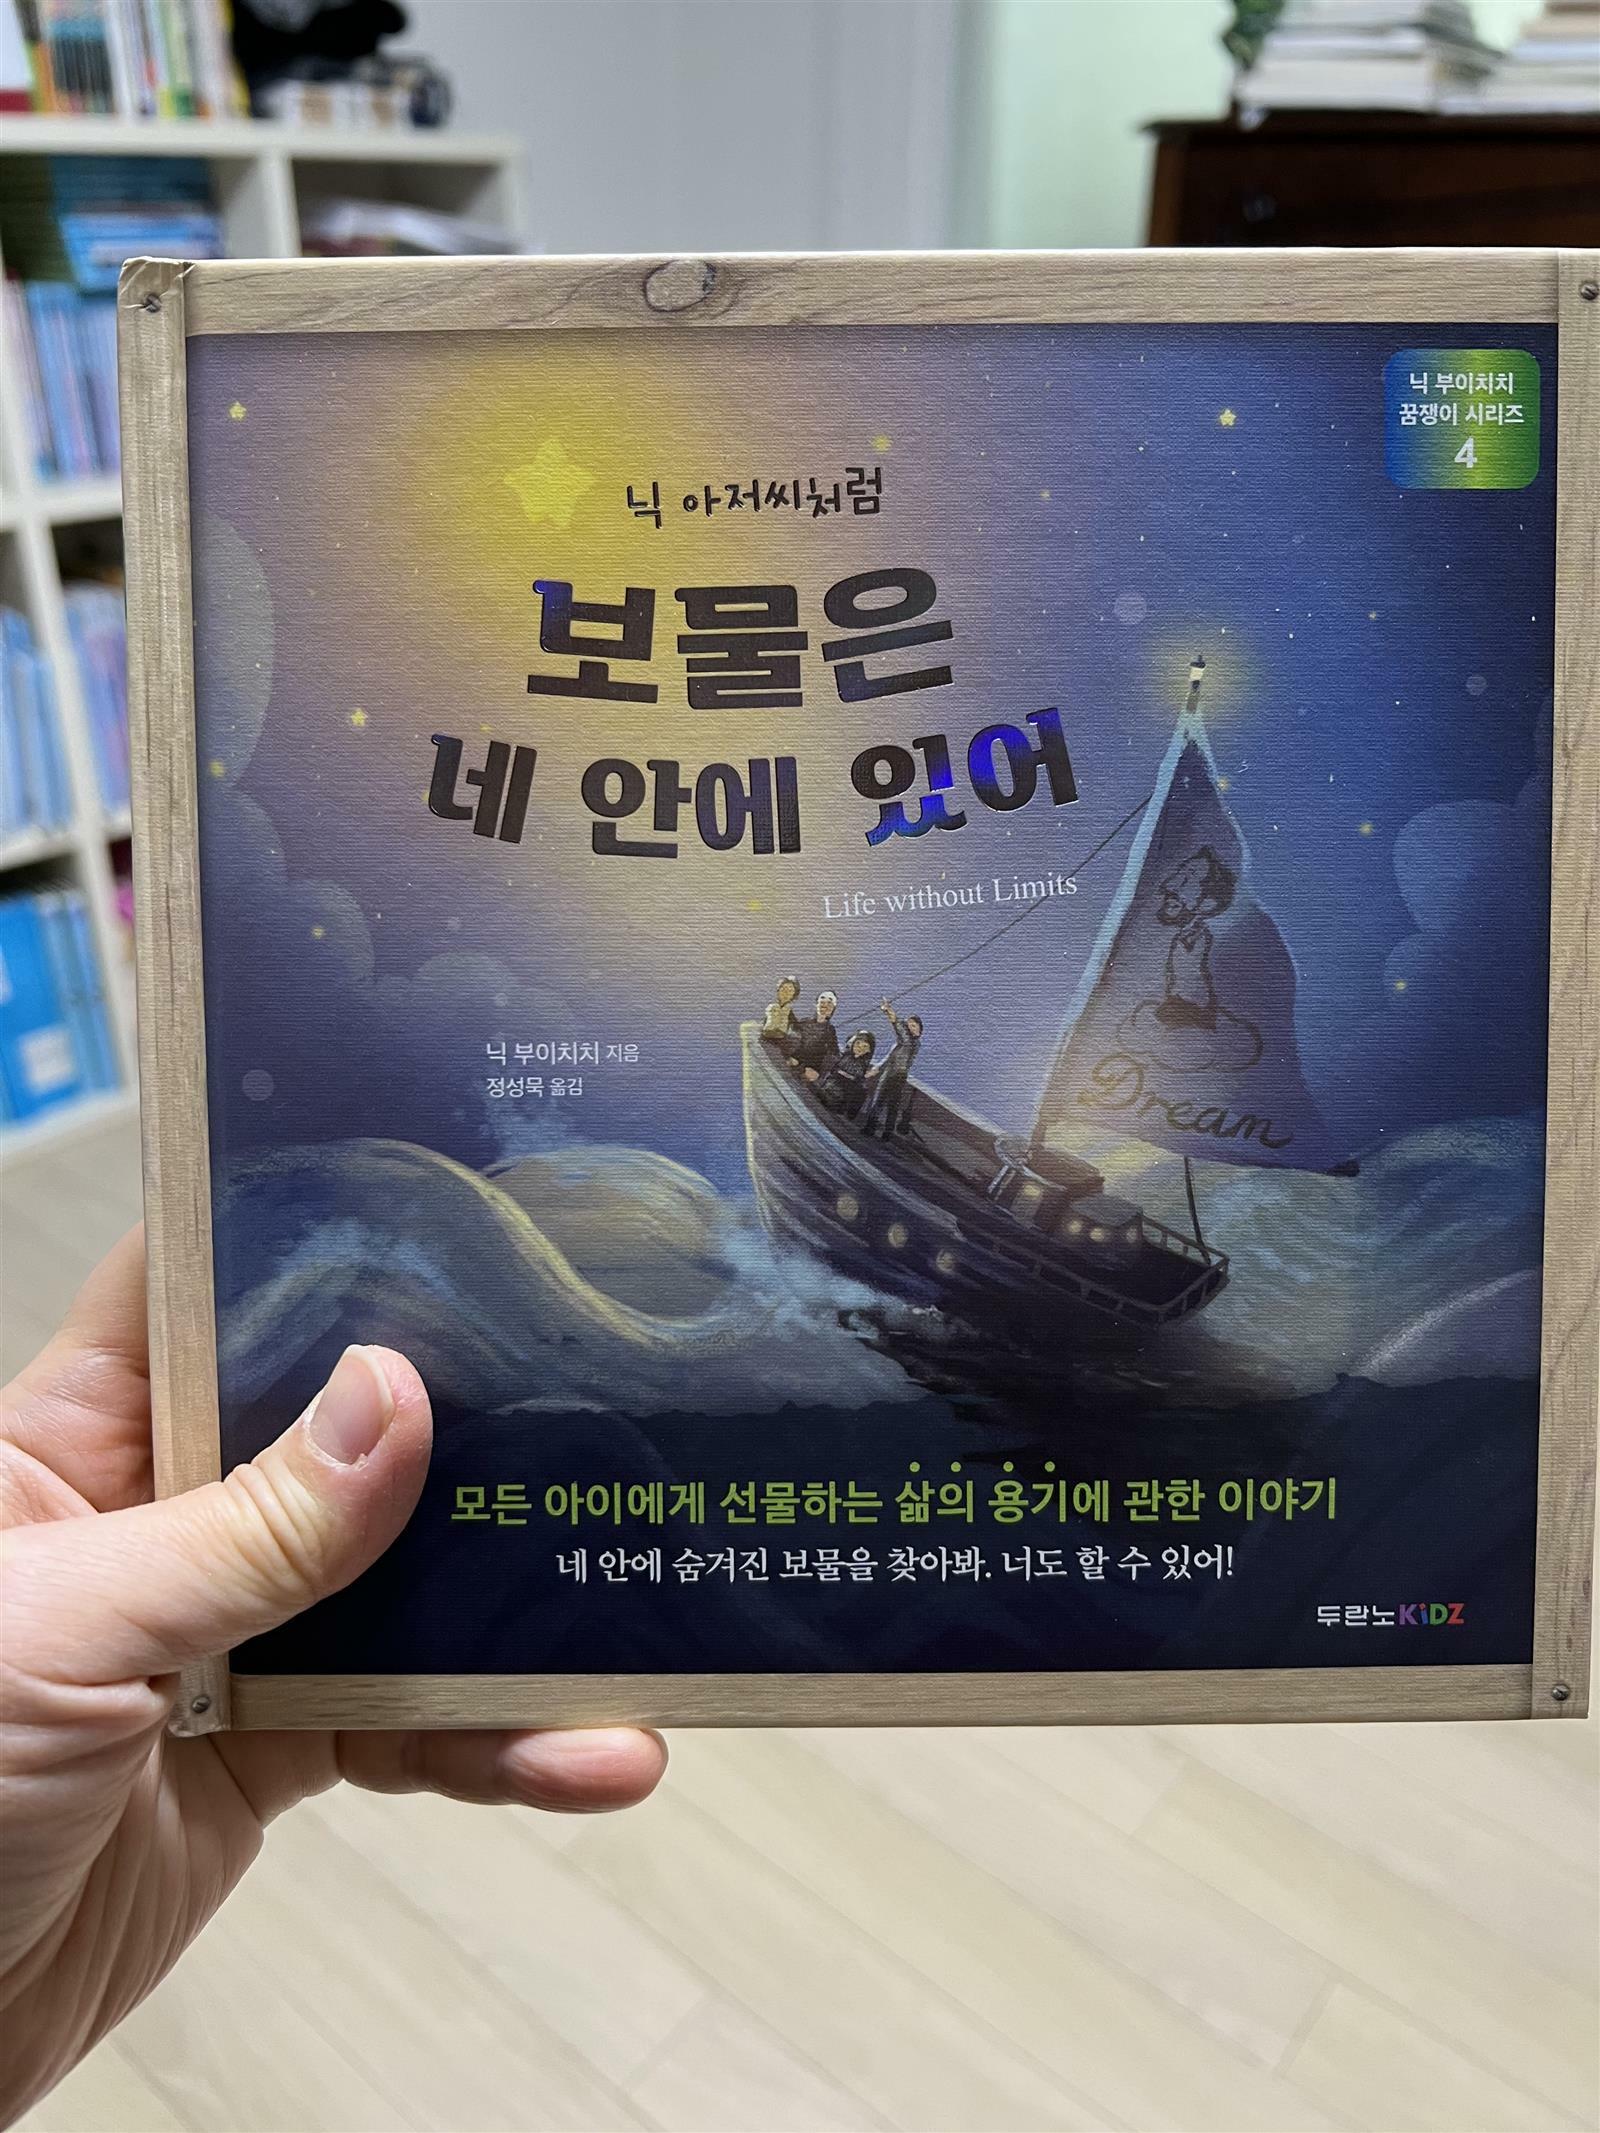 닉 부이치치
꿈쟁이 시리즈
4
닉 아저씨처럼
보물은
네 안에 있어
Life without Limits
닉 부이치치 지음
정성묵 옮김
Dream
모든 아이에게 선물하는 삶의 용기에 관한 이야기
네 안에 숨겨진 보물을 찾아봐. 너도 할 수 있어!
두란노KiDZ